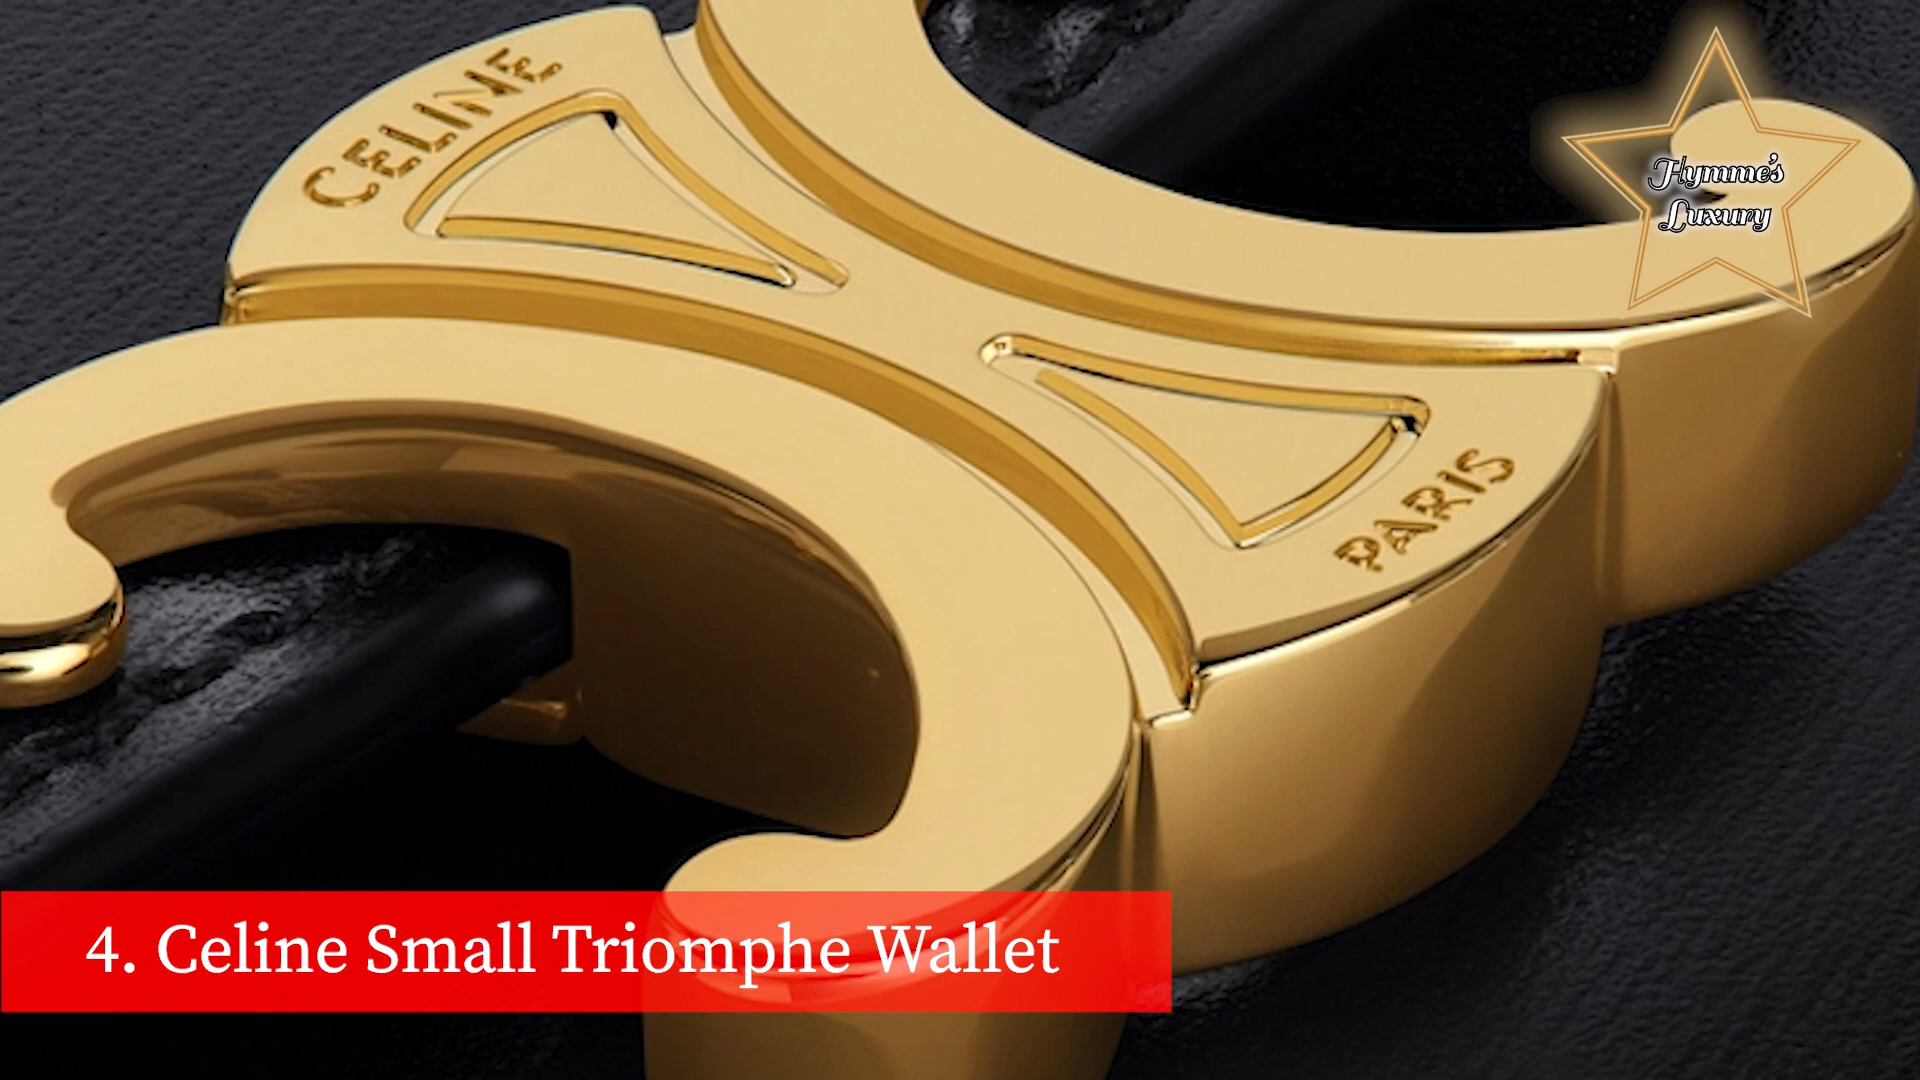 CELINE
Hymme's
Luxury
PARIS
4. Celine Small Triomphe Wallet